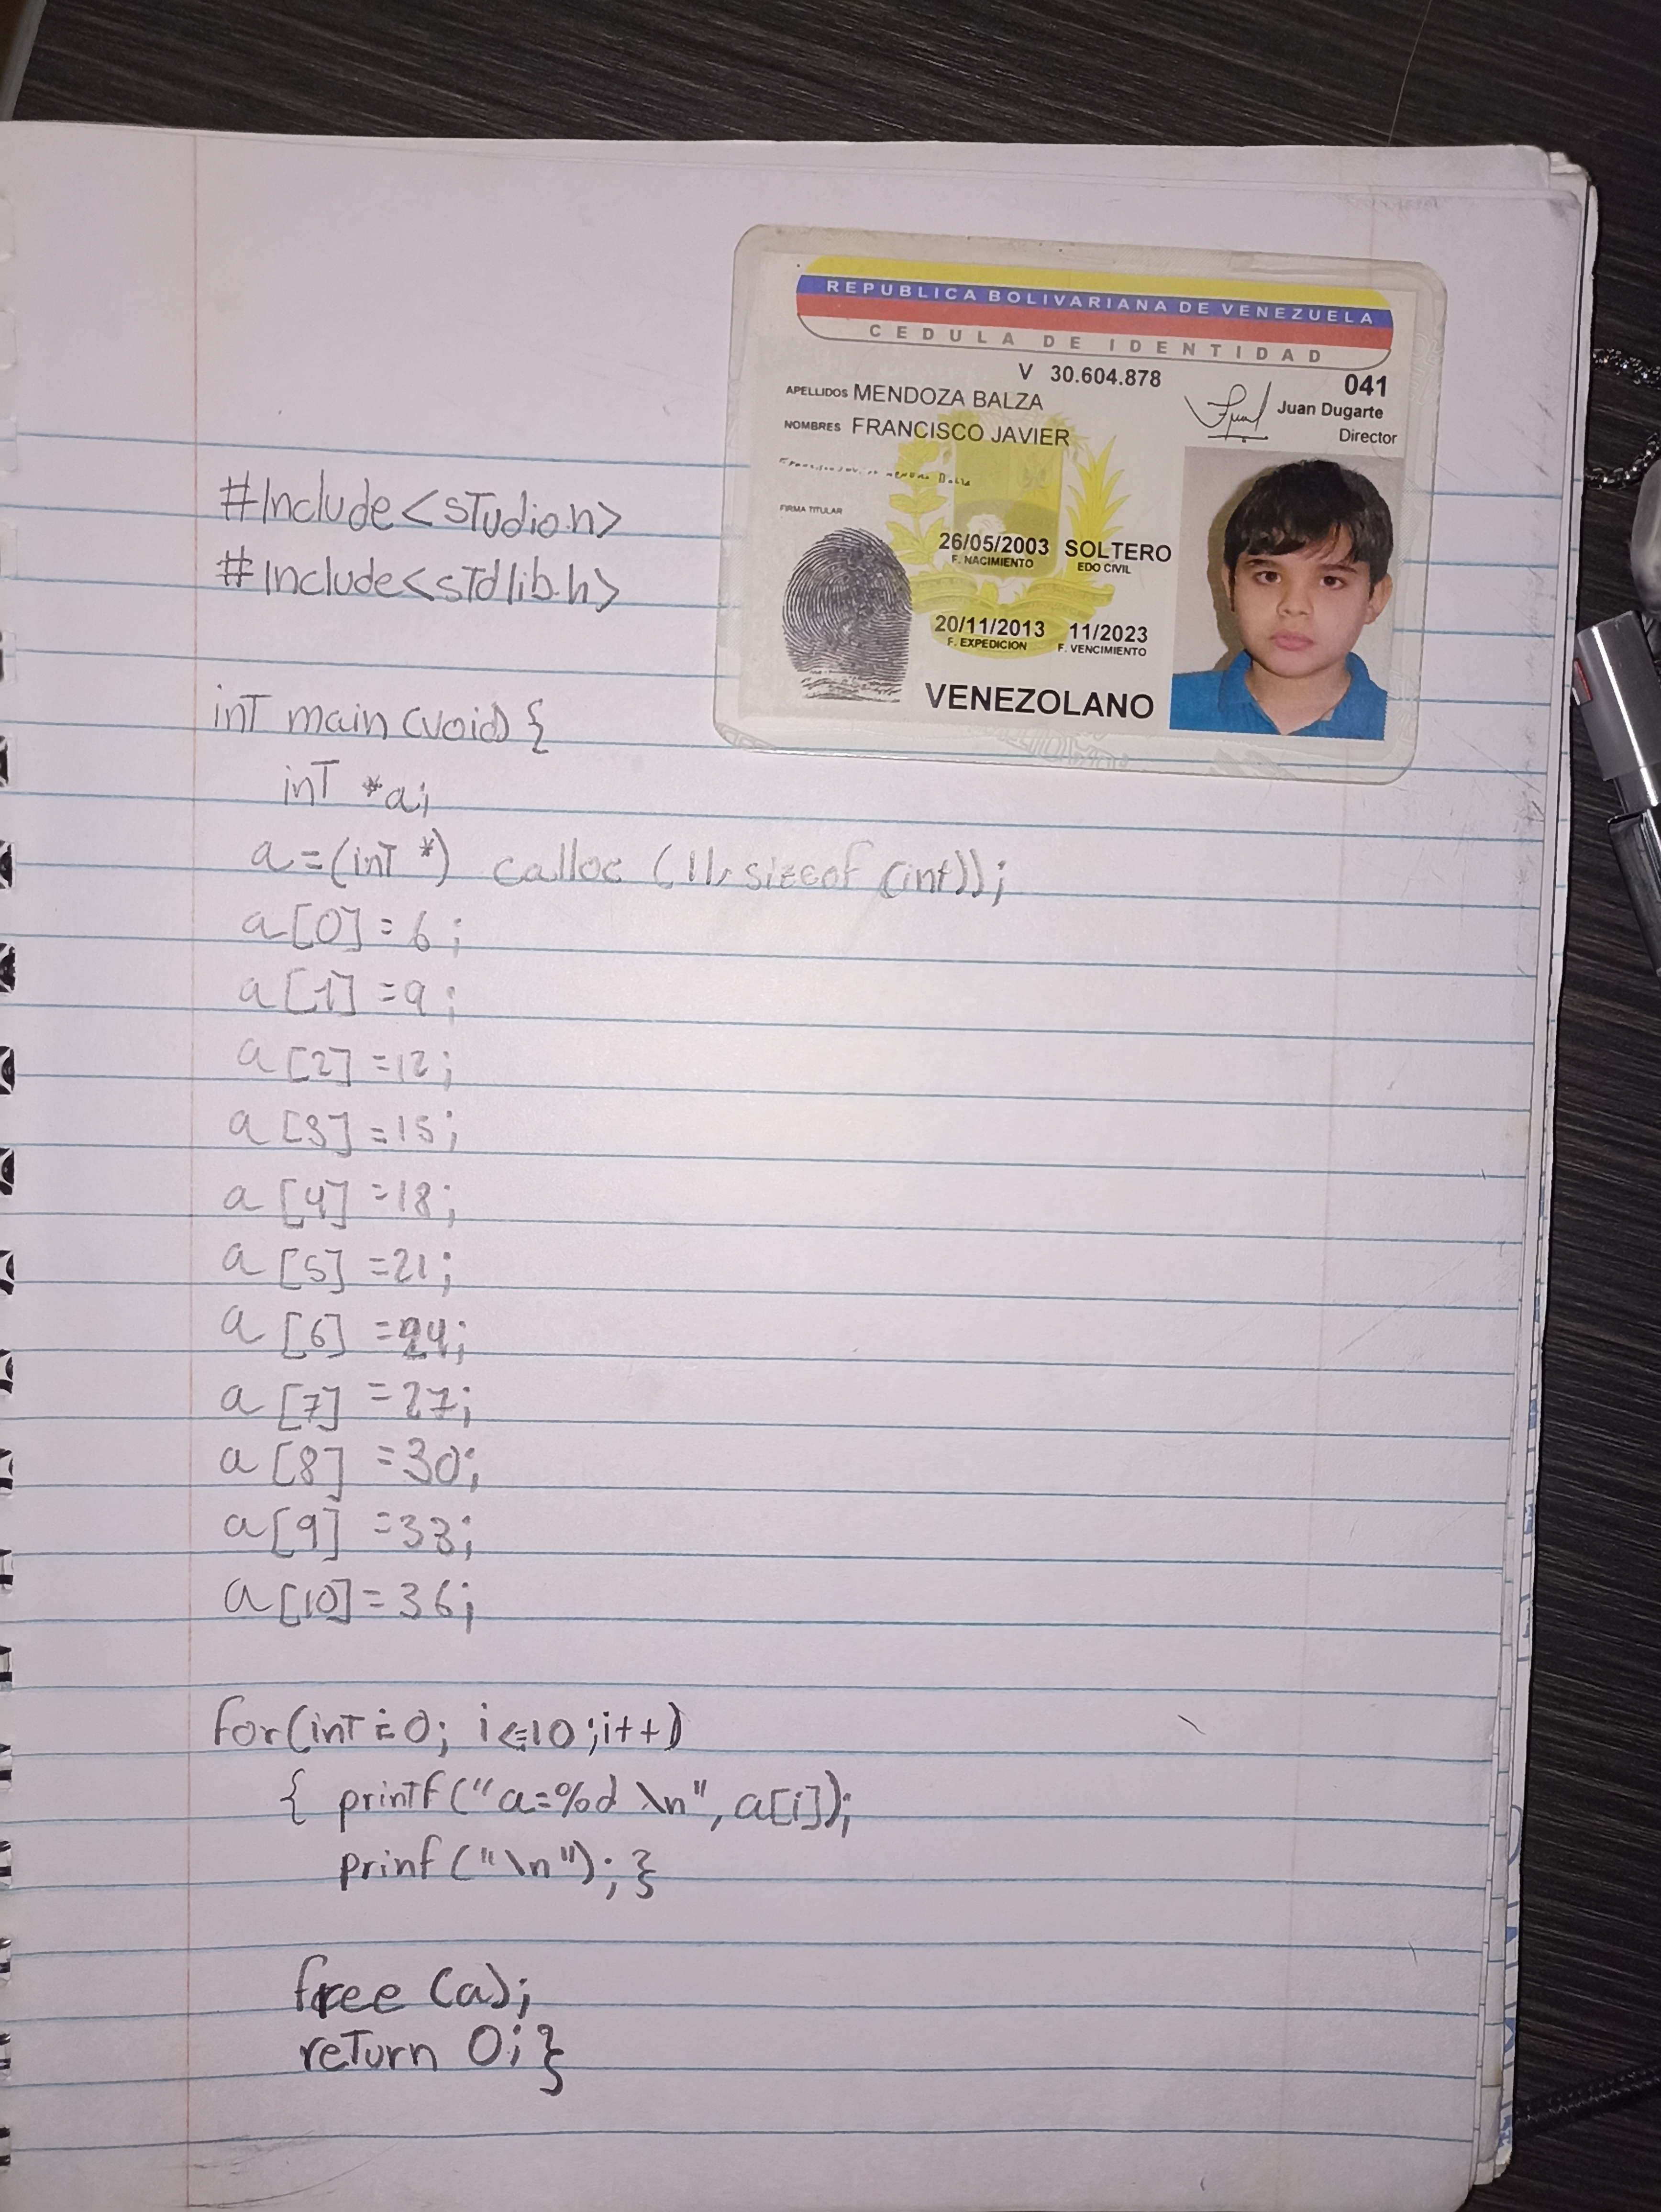 REPUBLICA BOLIVARIANA DE VENEZUELA
CEDULA DE IDENTIDAD
V 30.604.878
041
APELLIDOS MENDOZA BALZA
Juan Dugarte
NOMBRES FRANCISCO JAVIER
Director
FIRMA TITULAR
26/05/2003 SOLTERO
F. NACIMIENTO EDO CIVIL
20/11/2013 11/2023
F. EXPEDICION F. VENCIMIENTO
VENEZOLANO
#Include<sTudio.h>
#Include<sTdlib.h>
inT main (void) {
inT *a;
a=(inT *) calloc (11, sizeof (int));
a[0]=6;
a[1]=9;
a[2]=12;
a[3]=15;
a[4]=18;
a[5]=21;
a[6]=24;
a[7]=27;
a[8]=30;
a[9]=33;
a[10]=36;
for(inT i=0; i<=10;i++)
{ prinTf("a=%d \n", a[i]);
prinf("\n"); }
free (a);
reTurn 0; }